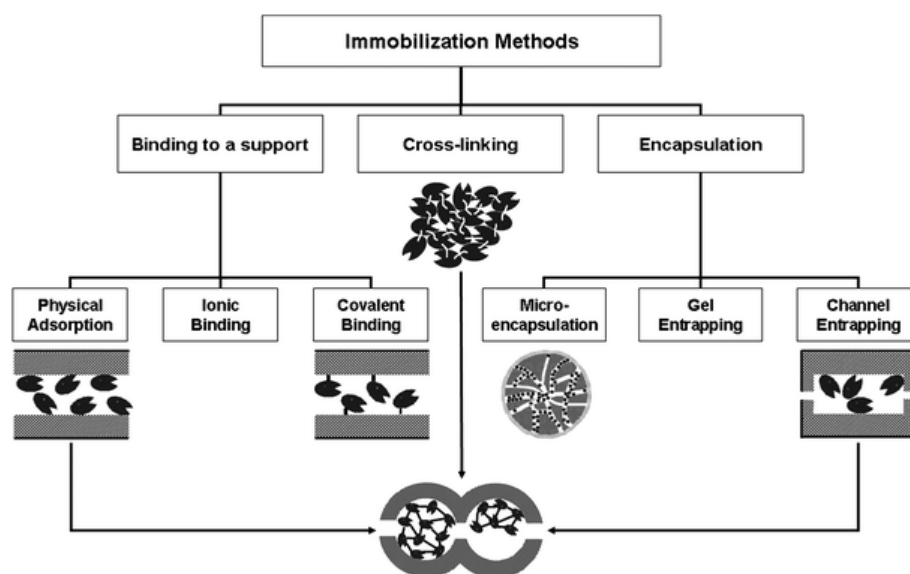 Immobilization Methods
Binding to a support
Cross-linking
Encapsulation
Physical
Adsorption
Ionic
Binding
Covalent
Binding
Micro-
encapsulation
Gel
Entrapping
Channel
Entrapping